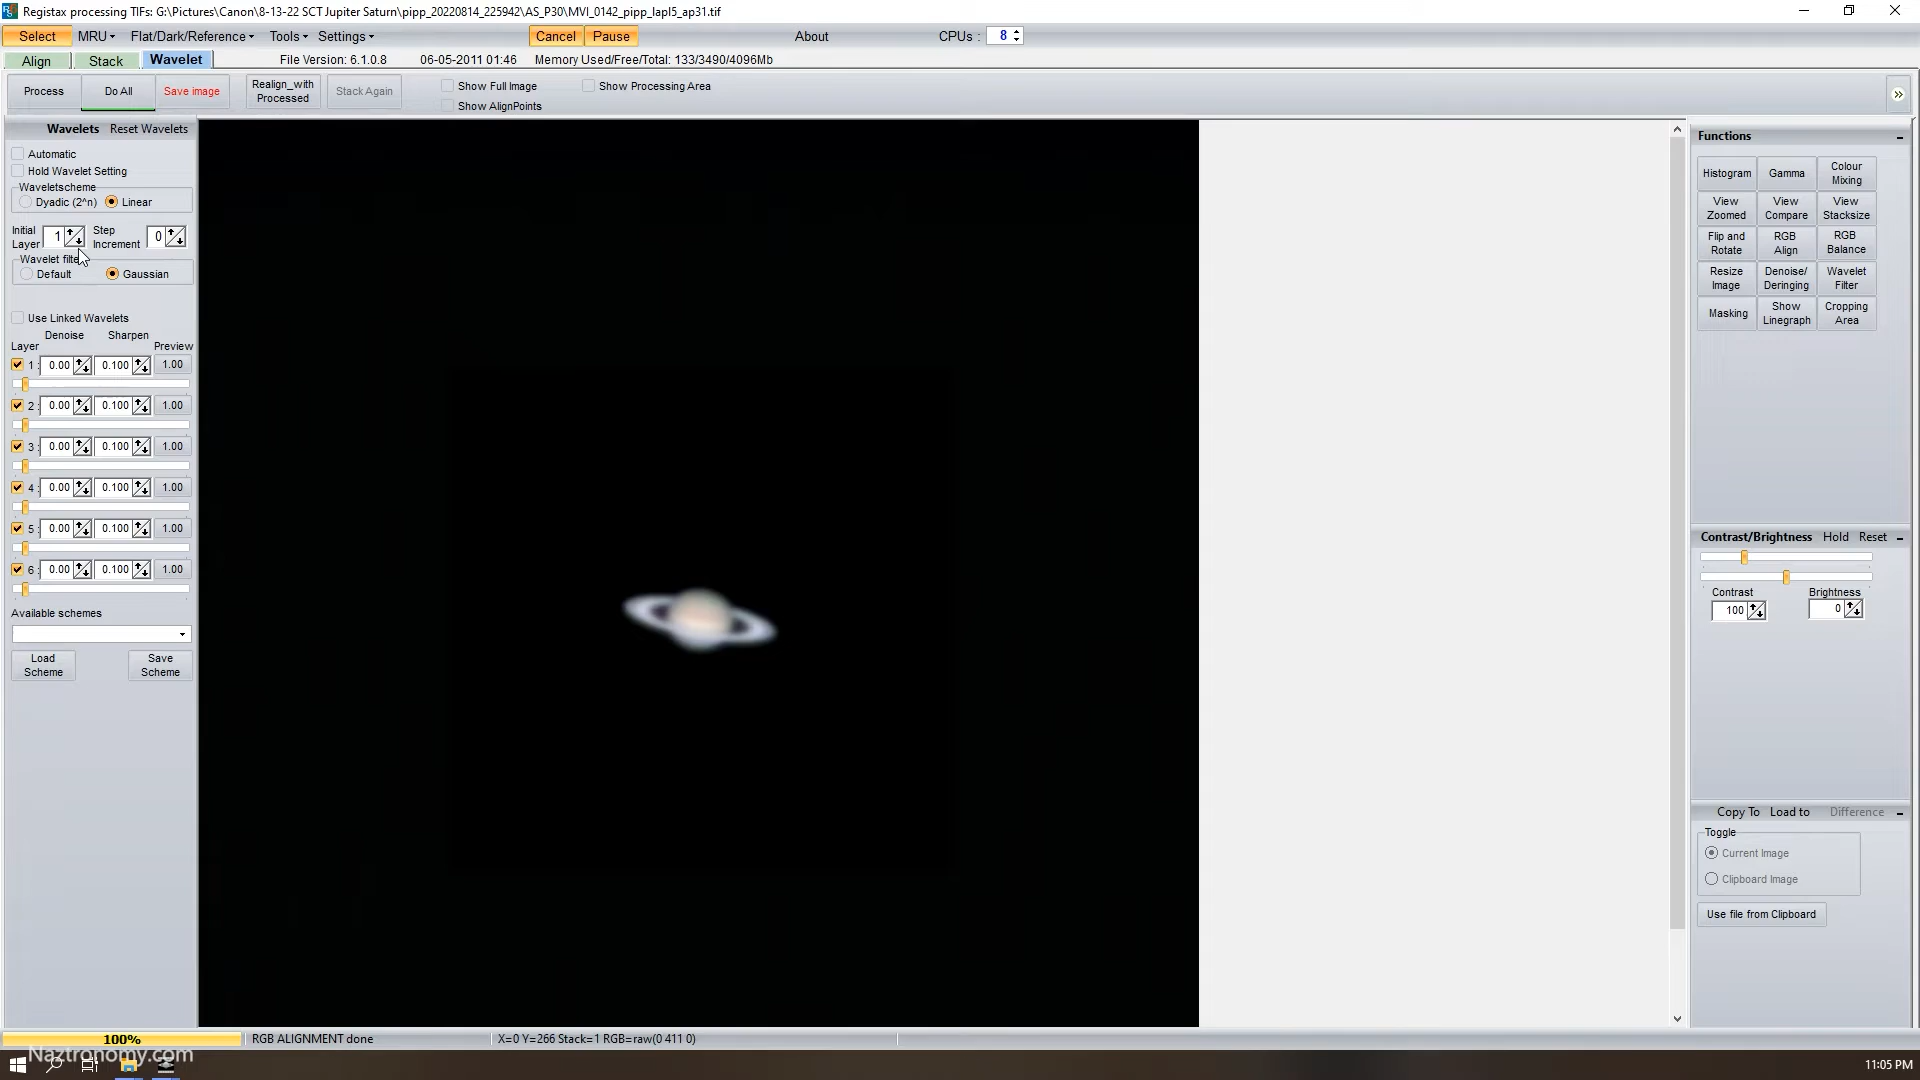 Registax processing TIFs: G:\Pictures\Canon\8-13-22 SCT Jupiter Saturn\pipp_20220814_225942\AS_P30\MVI_0142_pipp_lapl5_ap31.tif
Select MRU Flat/Dark/Reference Tools Settings Cancel Pause About CPUs : 8
Align Stack Wavelet File Version: 6.1.0.8 06-05-2011 01:46 Memory Used/Free/Total: 133/3490/4096Mb
Process Do All Save image Realign_with Processed Stack Again Show Full Image Show Processing Area
Show AlignPoints
Wavelets Reset Wavelets
Automatic
Hold Wavelet Setting
Waveletscheme
Dyadic (2^n) Linear
Initial Layer 1 Step Increment 0
Wavelet filte
Default Gaussian
Use Linked Wavelets
Denoise Sharpen
Layer Preview
1 : 0.00 0.100 1.00
2 : 0.00 0.100 1.00
3 : 0.00 0.100 1.00
4 : 0.00 0.100 1.00
5 : 0.00 0.100 1.00
6 : 0.00 0.100 1.00
Available schemes
Load Scheme Save Scheme
Functions
Histogram Gamma Colour Mixing
View Zoomed View Compare View Stacksize
Flip and Rotate RGB Align RGB Balance
Resize Image Denoise/ Deringing Wavelet Filter
Masking Show Linegraph Cropping Area
Contrast/Brightness Hold Reset
Contrast Brightness
100 0
Copy To Load to Difference
Toggle
Current Image
Clipboard Image
Use file from Clipboard
100% RGB ALIGNMENT done X=0 Y=266 Stack=1 RGB=raw(0 411 0)
Naztronomy.com
11:05 PM